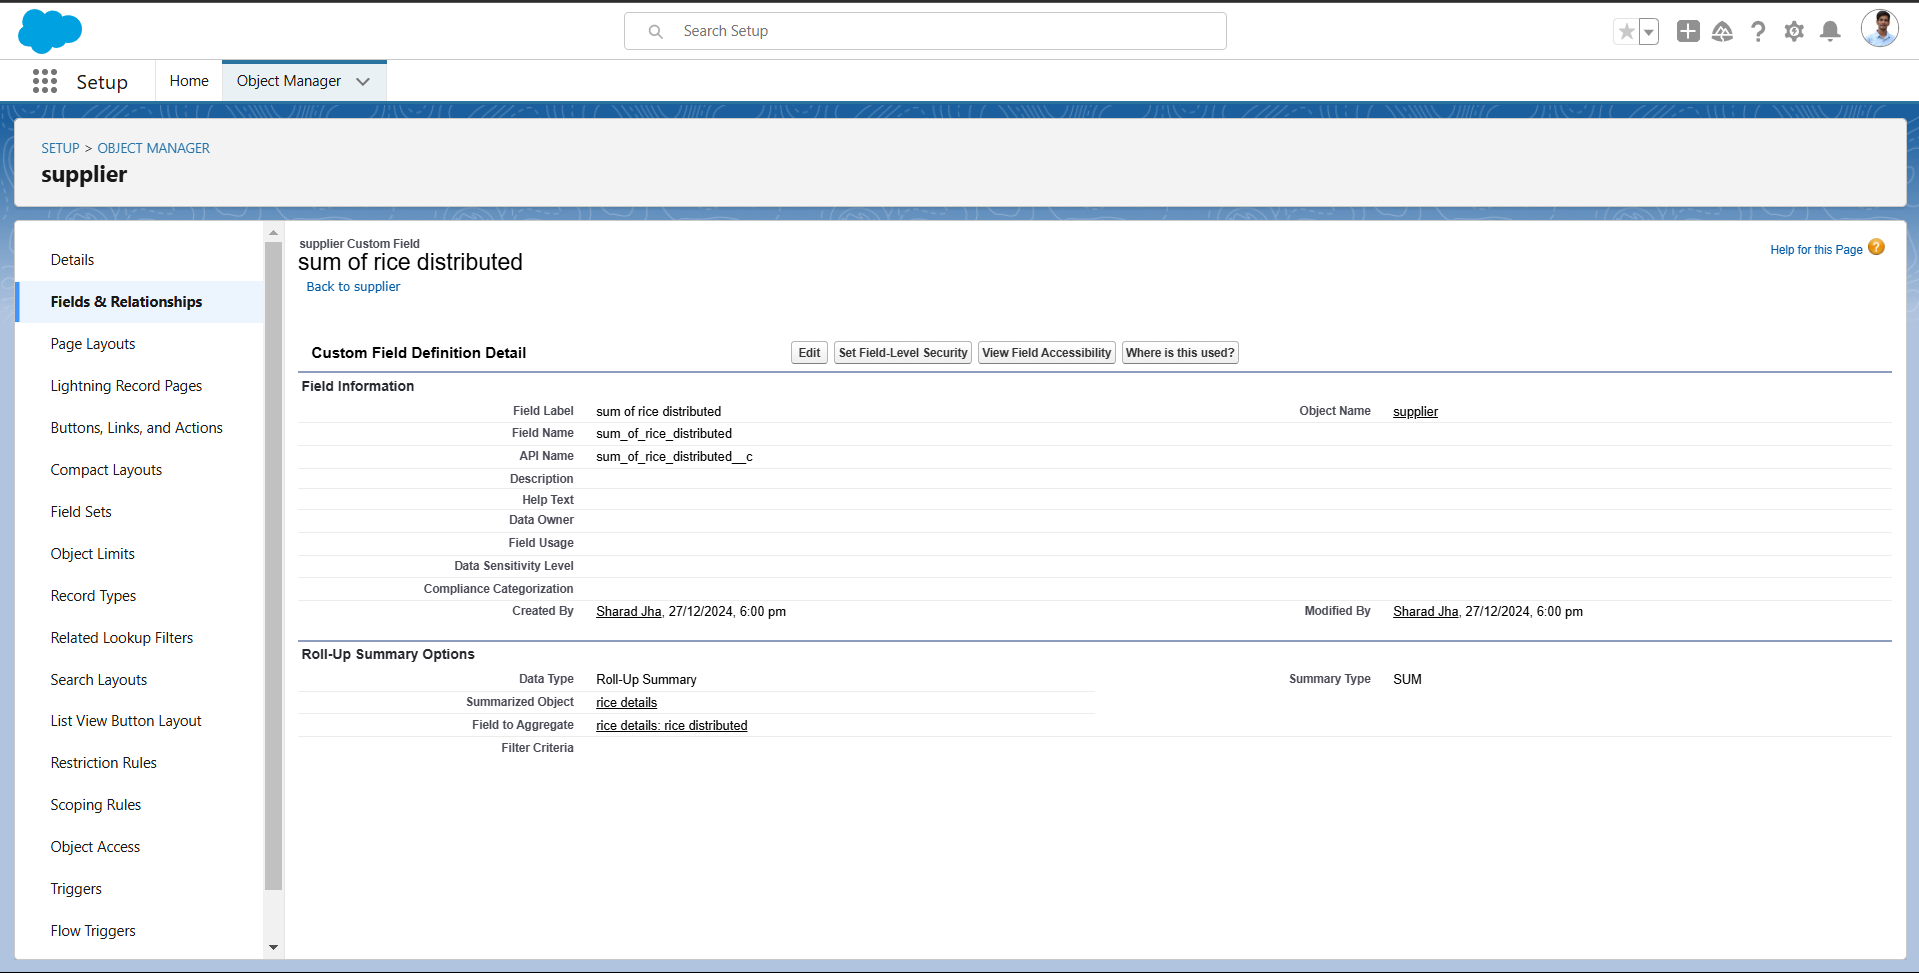 Search Setup
Setup
Home
Object Manager
SETUP > OBJECT MANAGER
supplier
Details
Fields & Relationships
Page Layouts
Lightning Record Pages
Buttons, Links, and Actions
Compact Layouts
Field Sets
Object Limits
Record Types
Related Lookup Filters
Search Layouts
List View Button Layout
Restriction Rules
Scoping Rules
Object Access
Triggers
Flow Triggers
supplier Custom Field
sum of rice distributed
Back to supplier
Help for this Page ?
Custom Field Definition Detail
Edit
Set Field-Level Security
View Field Accessibility
Where is this used?
Field Information
Field Label sum of rice distributed Object Name supplier
Field Name sum_of_rice_distributed
API Name sum_of_rice_distributed__c
Description
Help Text
Data Owner
Field Usage
Data Sensitivity Level
Compliance Categorization
Created By Sharad Jha, 27/12/2024, 6:00 pm Modified By Sharad Jha, 27/12/2024, 6:00 pm
Roll-Up Summary Options
Data Type Roll-Up Summary Summary Type SUM
Summarized Object rice details
Field to Aggregate rice details: rice distributed
Filter Criteria